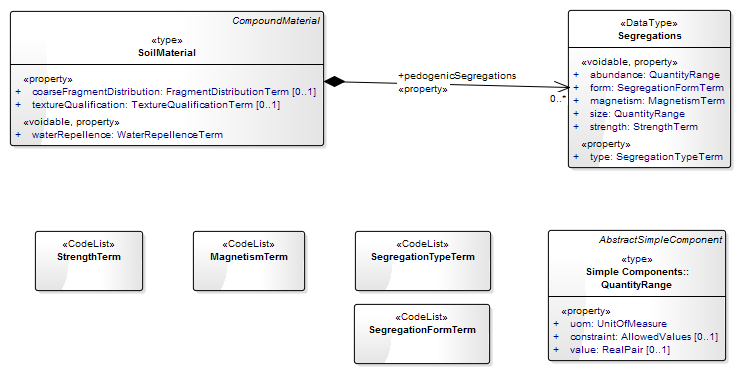 CompoundMaterial
«type»
SoilMaterial
«property»
+ coarseFragmentDistribution: FragmentDistributionTerm [0..1]
+ textureQualification: TextureQualificationTerm [0..1]
«voidable, property»
+ waterRepellence: WaterRepellenceTerm
+pedogenicSegregations
«property»
0..*
«DataType»
Segregations
«voidable, property»
+ abundance: QuantityRange
+ form: SegregationFormTerm
+ magnetism: MagnetismTerm
+ size: QuantityRange
+ strength: StrengthTerm
«property»
+ type: SegregationTypeTerm
«CodeList»
StrengthTerm
«CodeList»
MagnetismTerm
«CodeList»
SegregationTypeTerm
«CodeList»
SegregationFormTerm
AbstractSimpleComponent
«type»
Simple Components::
QuantityRange
«property»
+ uom: UnitOfMeasure
+ constraint: AllowedValues [0..1]
+ value: RealPair [0..1]